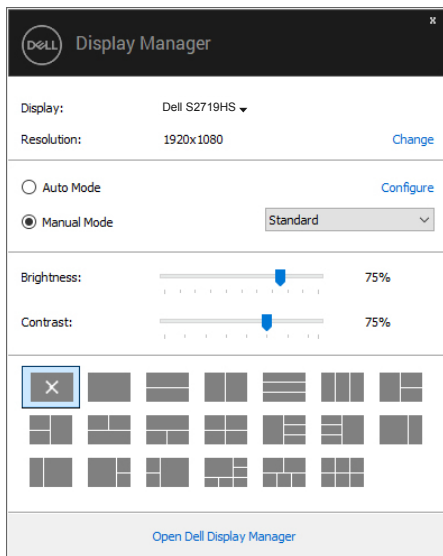 x
DELL Display Manager
Display: Dell S2719HS
Resolution: 1920x1080 Change
Auto Mode Configure
Manual Mode Standard
Brightness: 75%
Contrast: 75%
Open Dell Display Manager